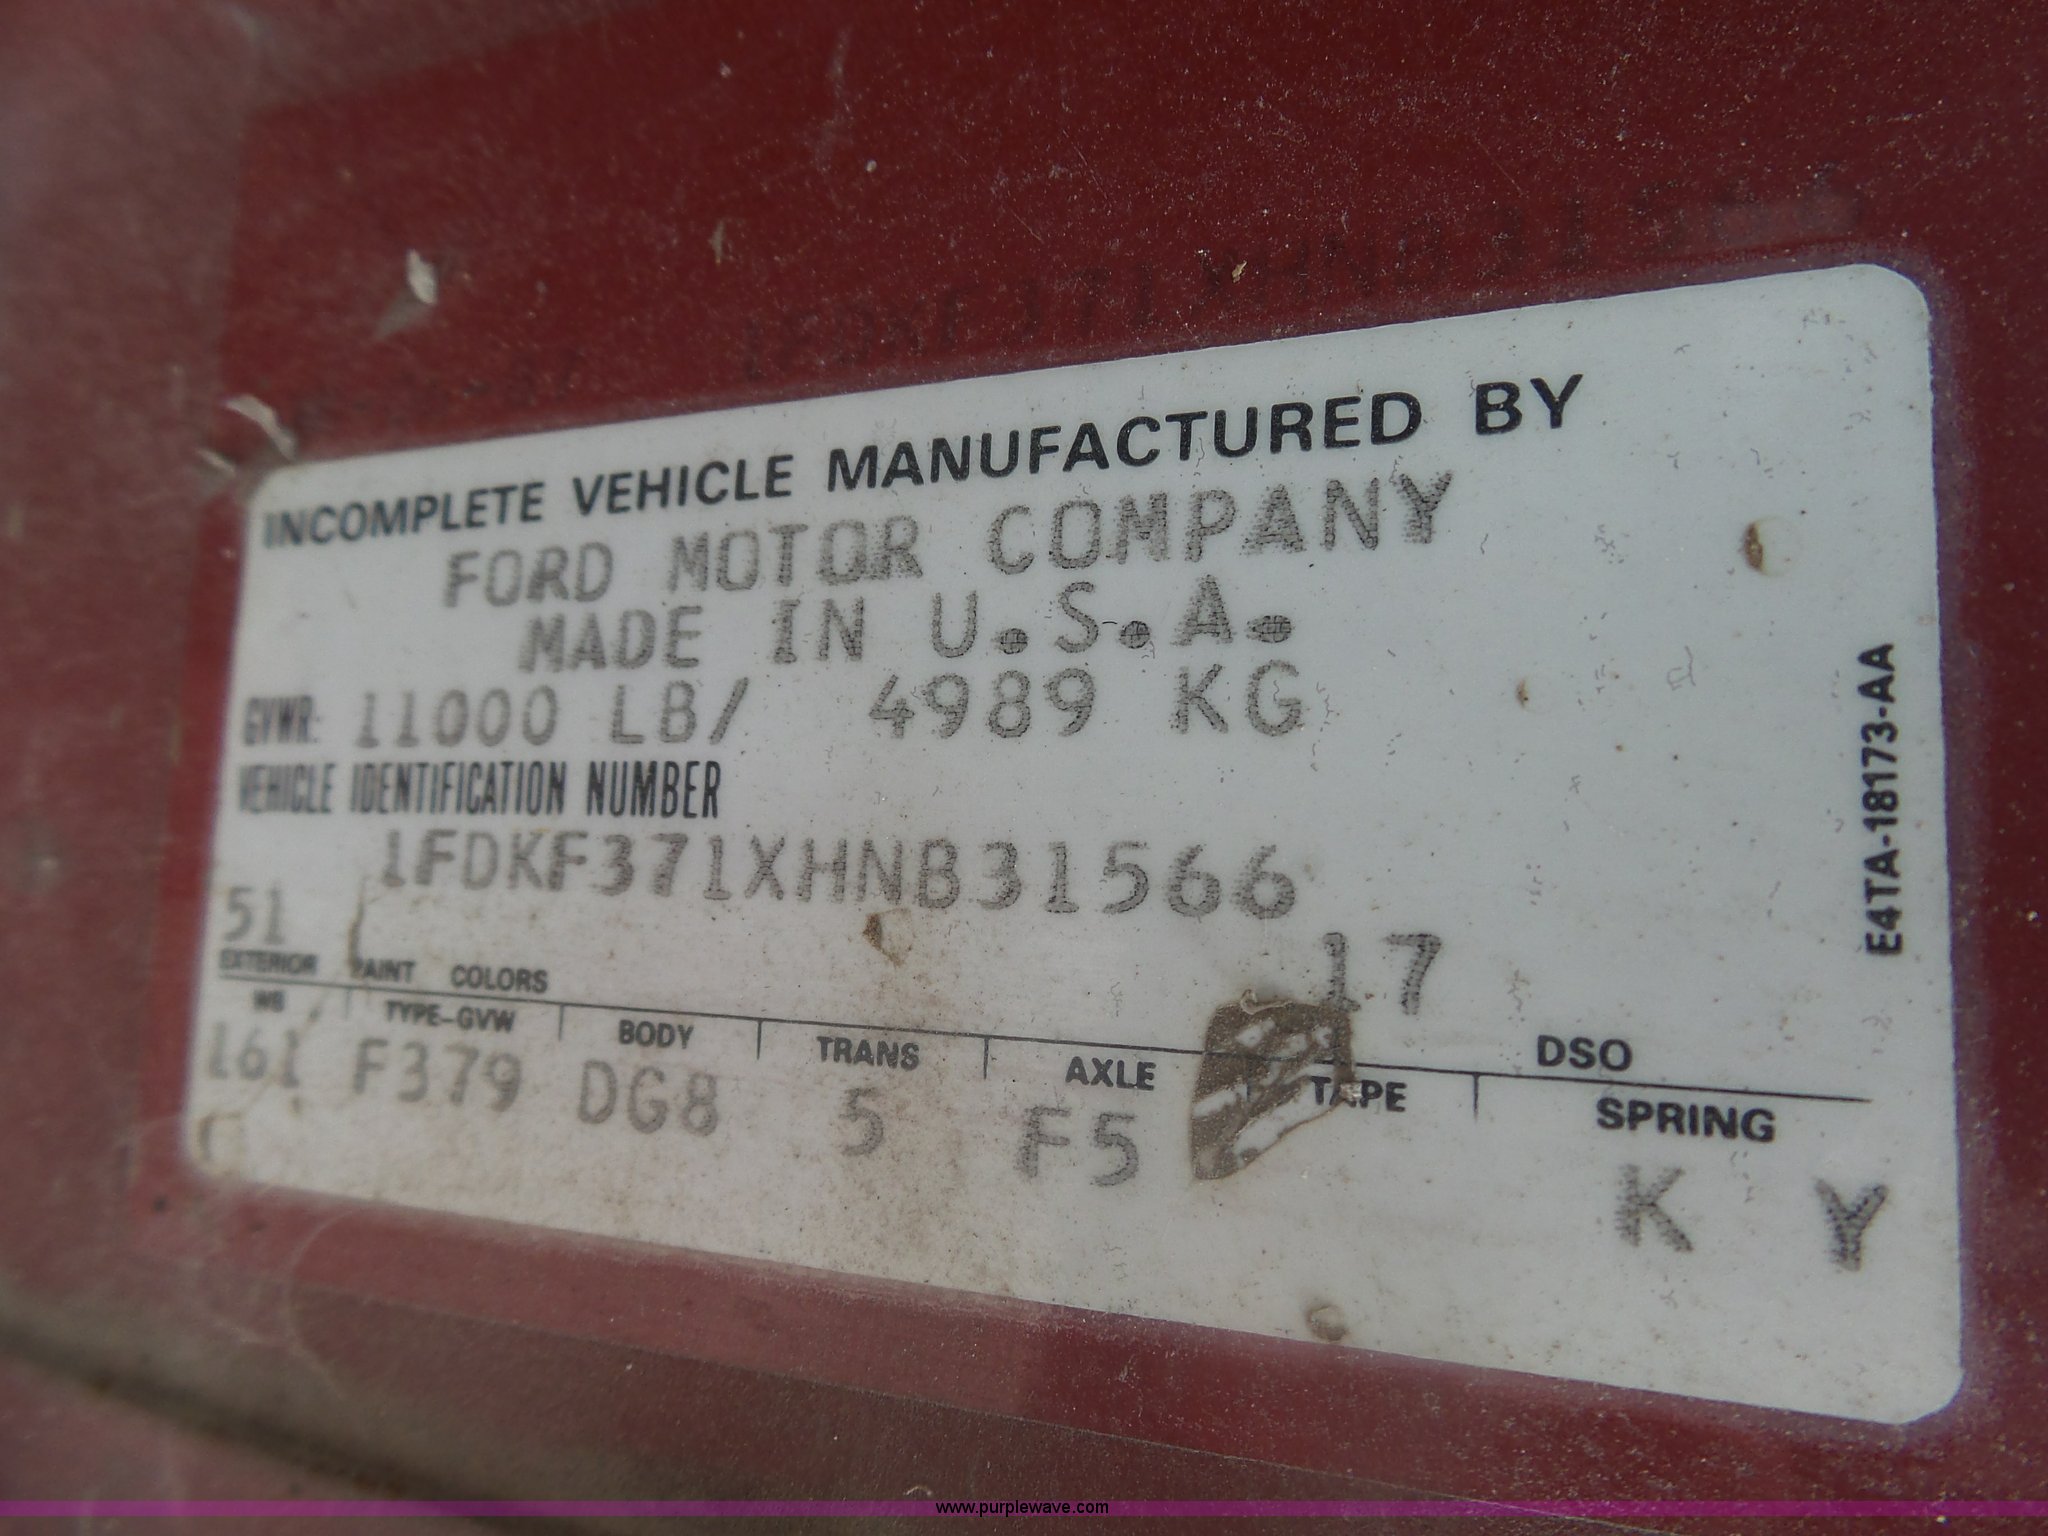 1FDKF371XHNB31566
INCOMPLETE VEHICLE MANUFACTURED BY
FORD MOTOR COMPANY
MADE IN U.S.A.
GVWR: 11000 LB/ 4989 KG
VEHICLE IDENTIFICATION NUMBER
1FDKF371XHNB31566
51
17
EXTERIOR PAINT COLORS DSO
WB TYPE-GVW BODY TRANS AXLE TAPE SPRING
161 F379 DG8 5 F5 K Y
E4TA-18173-AA
www.purplewave.com